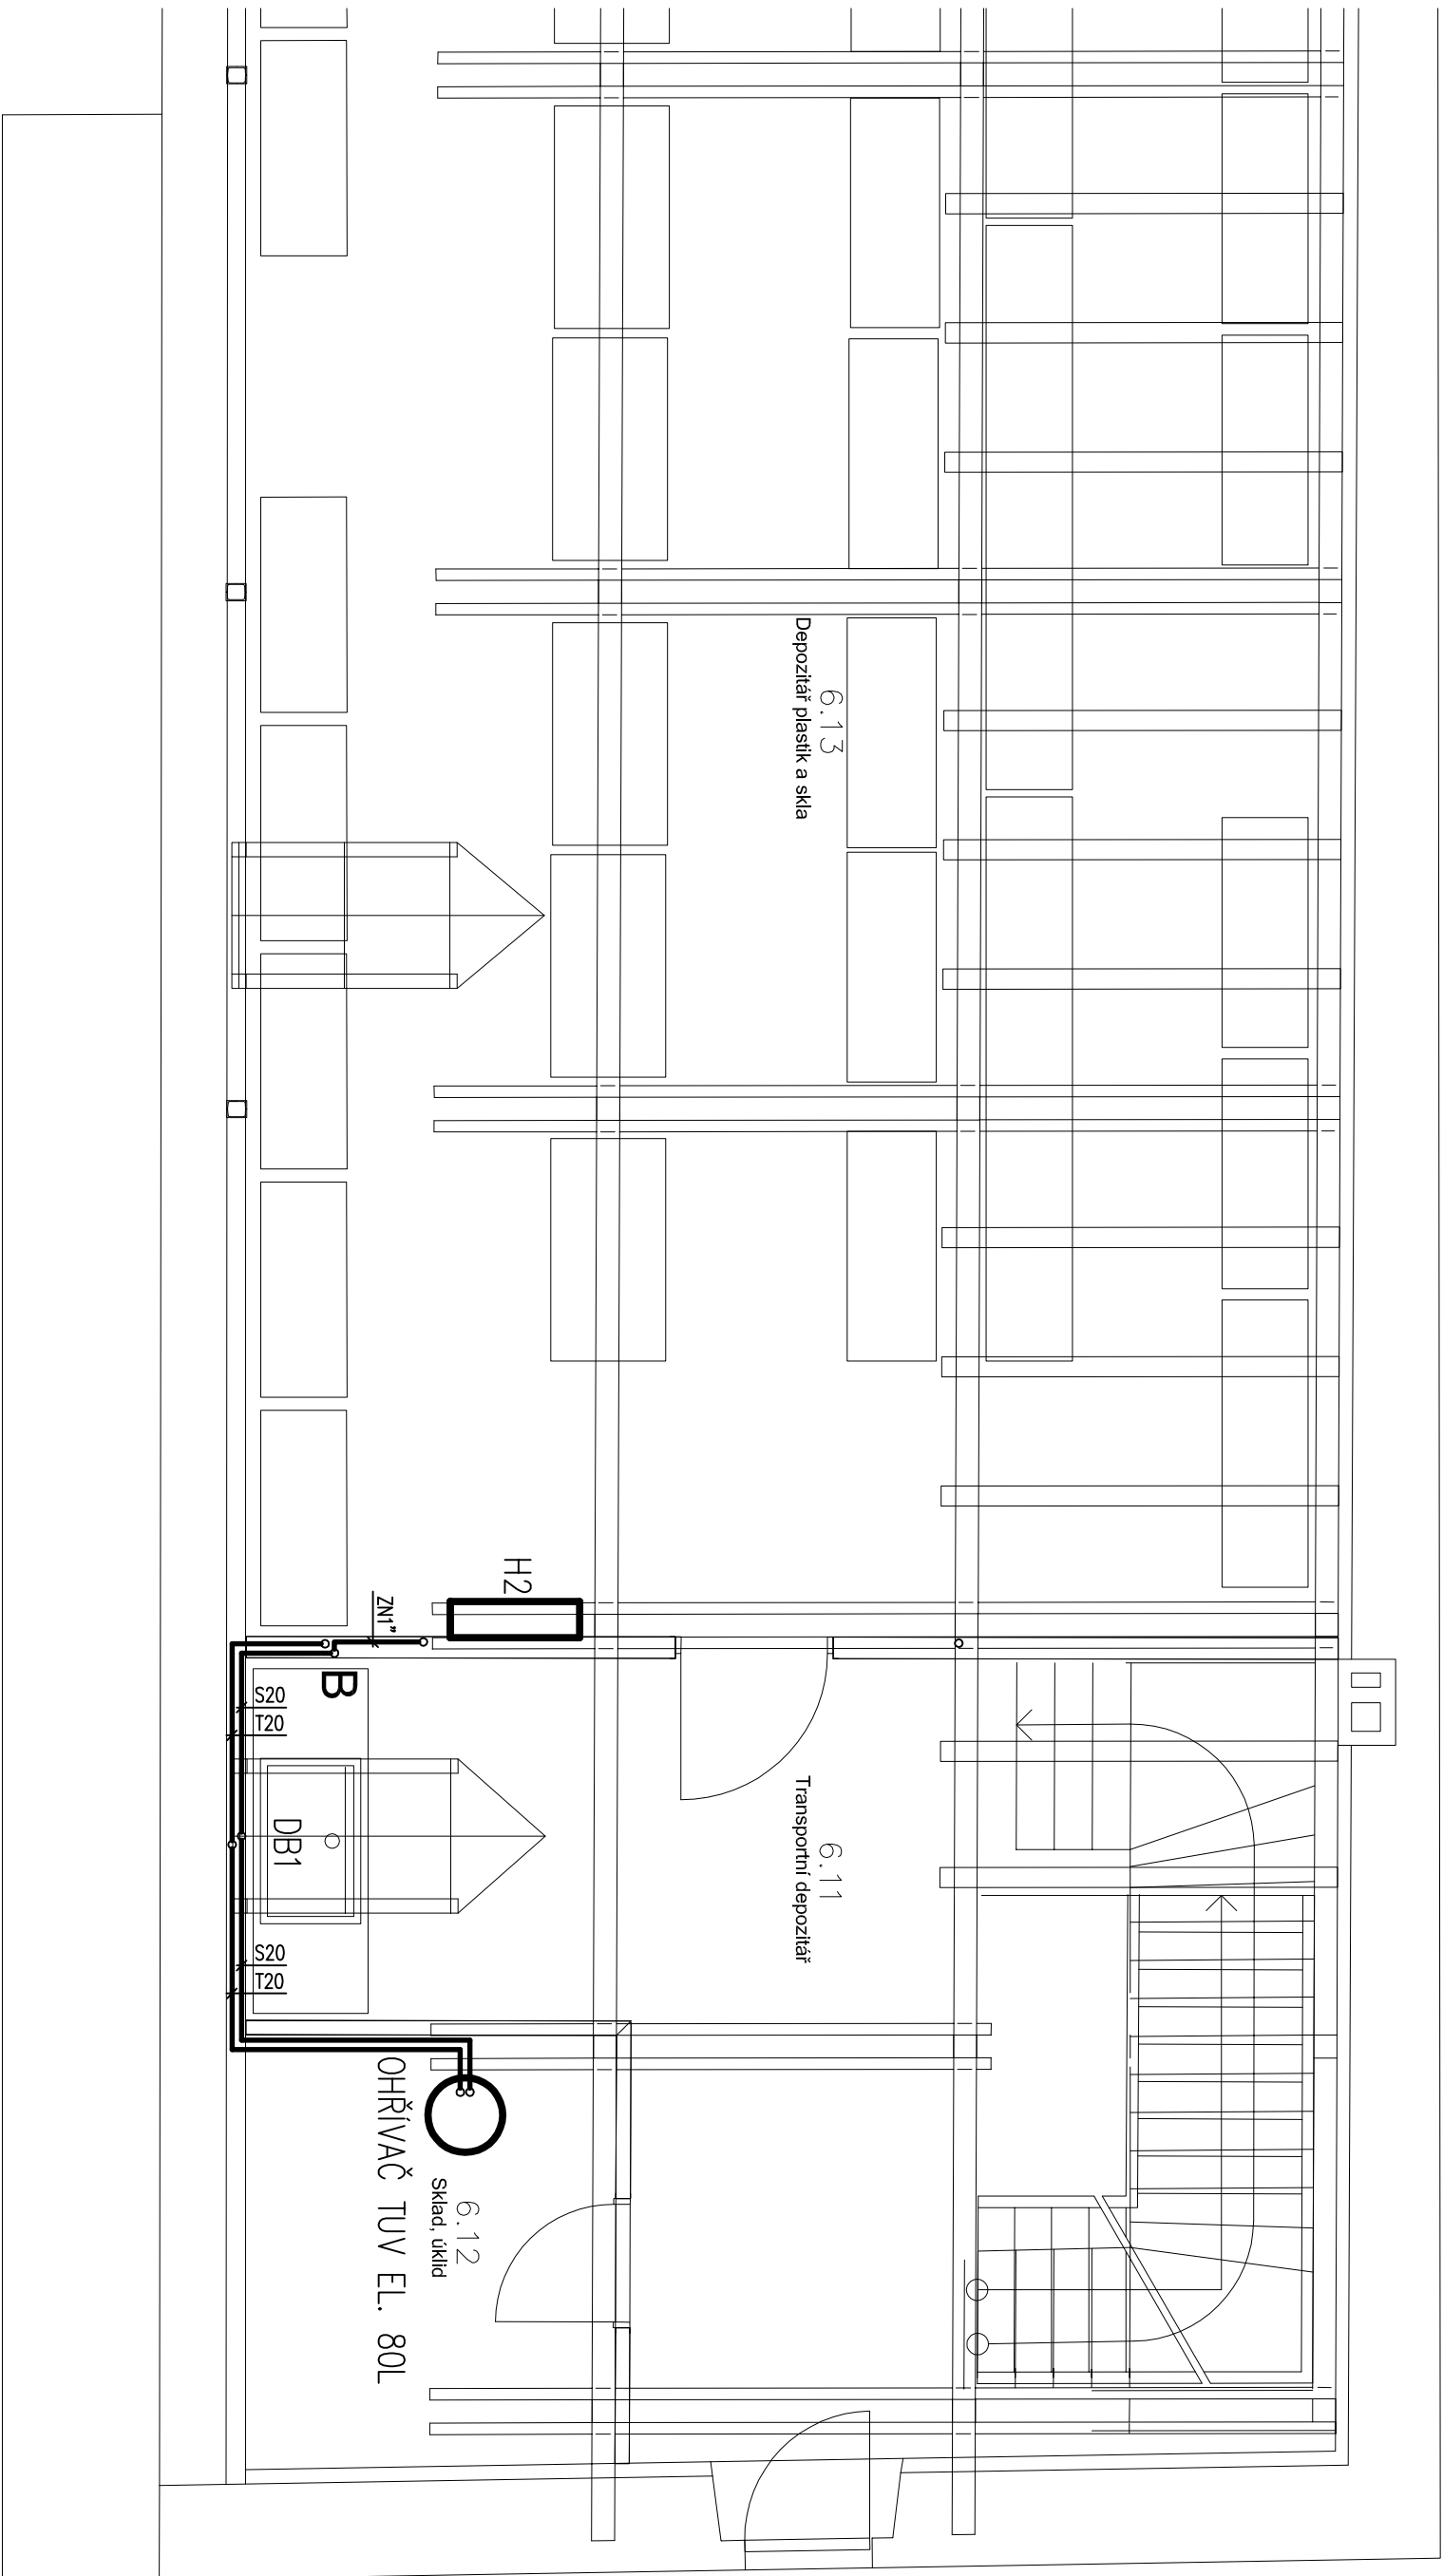 6.13
Depozitář plastik a skla
H2
ZN1"
B
S20
T20
DB1
6.11
Transportní depozitář
S20
T20
6.12
Sklad, úklid
OHŘÍVAČ TUV EL. 80L